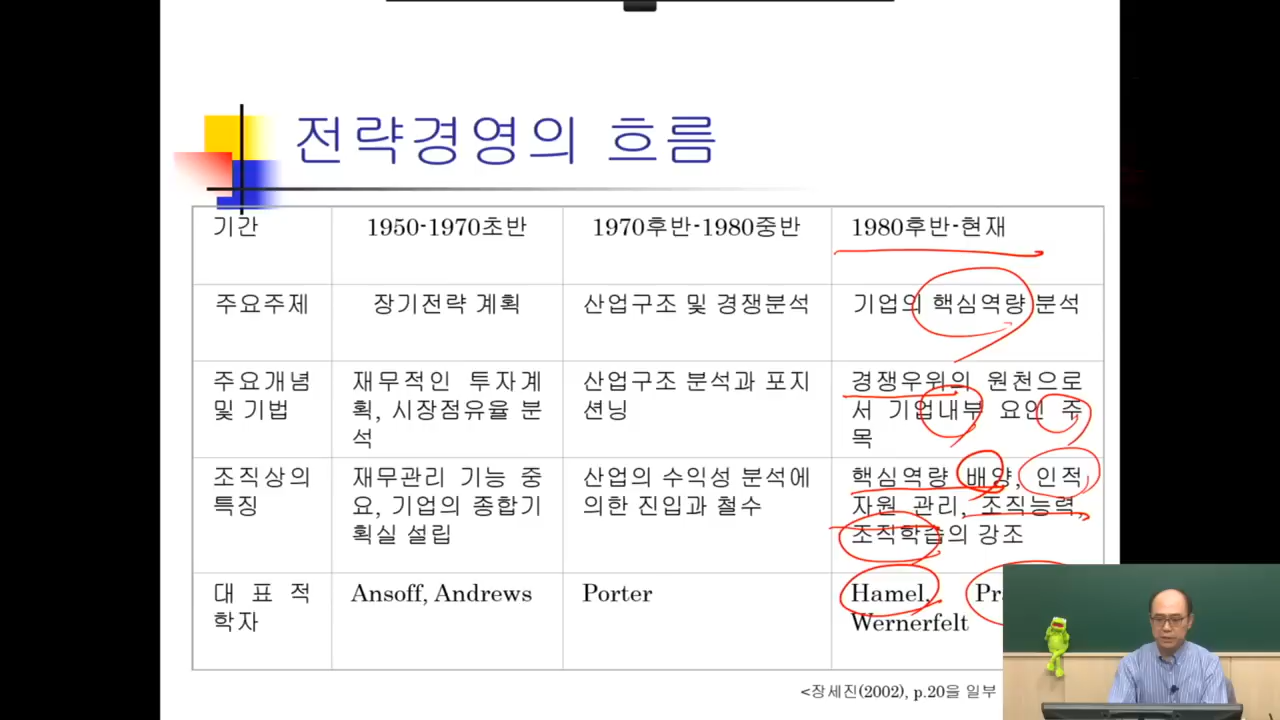 전략경영의 흐름
기간
1950-1970초반
1970후반-1980중반
1980후반-현재
주요주제
장기전략 계획
산업구조 및 경쟁분석
기업의 핵심역량 분석
주요개념
및 기법
재무적인 투자계
획, 시장점유율 분
석
산업구조 분석과 포지
션닝
경쟁우위의 원천으로
서 기업내부 요인 주
목
조직상의
특징
재무관리 기능 중
요, 기업의 종합기
획실 설립
산업의 수익성 분석에
의한 진입과 철수
핵심역량 배양, 인적
자원 관리, 조직능력,
조직학습의 강조
대 표 적
학자
Ansoff, Andrews
Porter
Hamel,
Wernerfelt
<장세진(2002), p.20을 일부